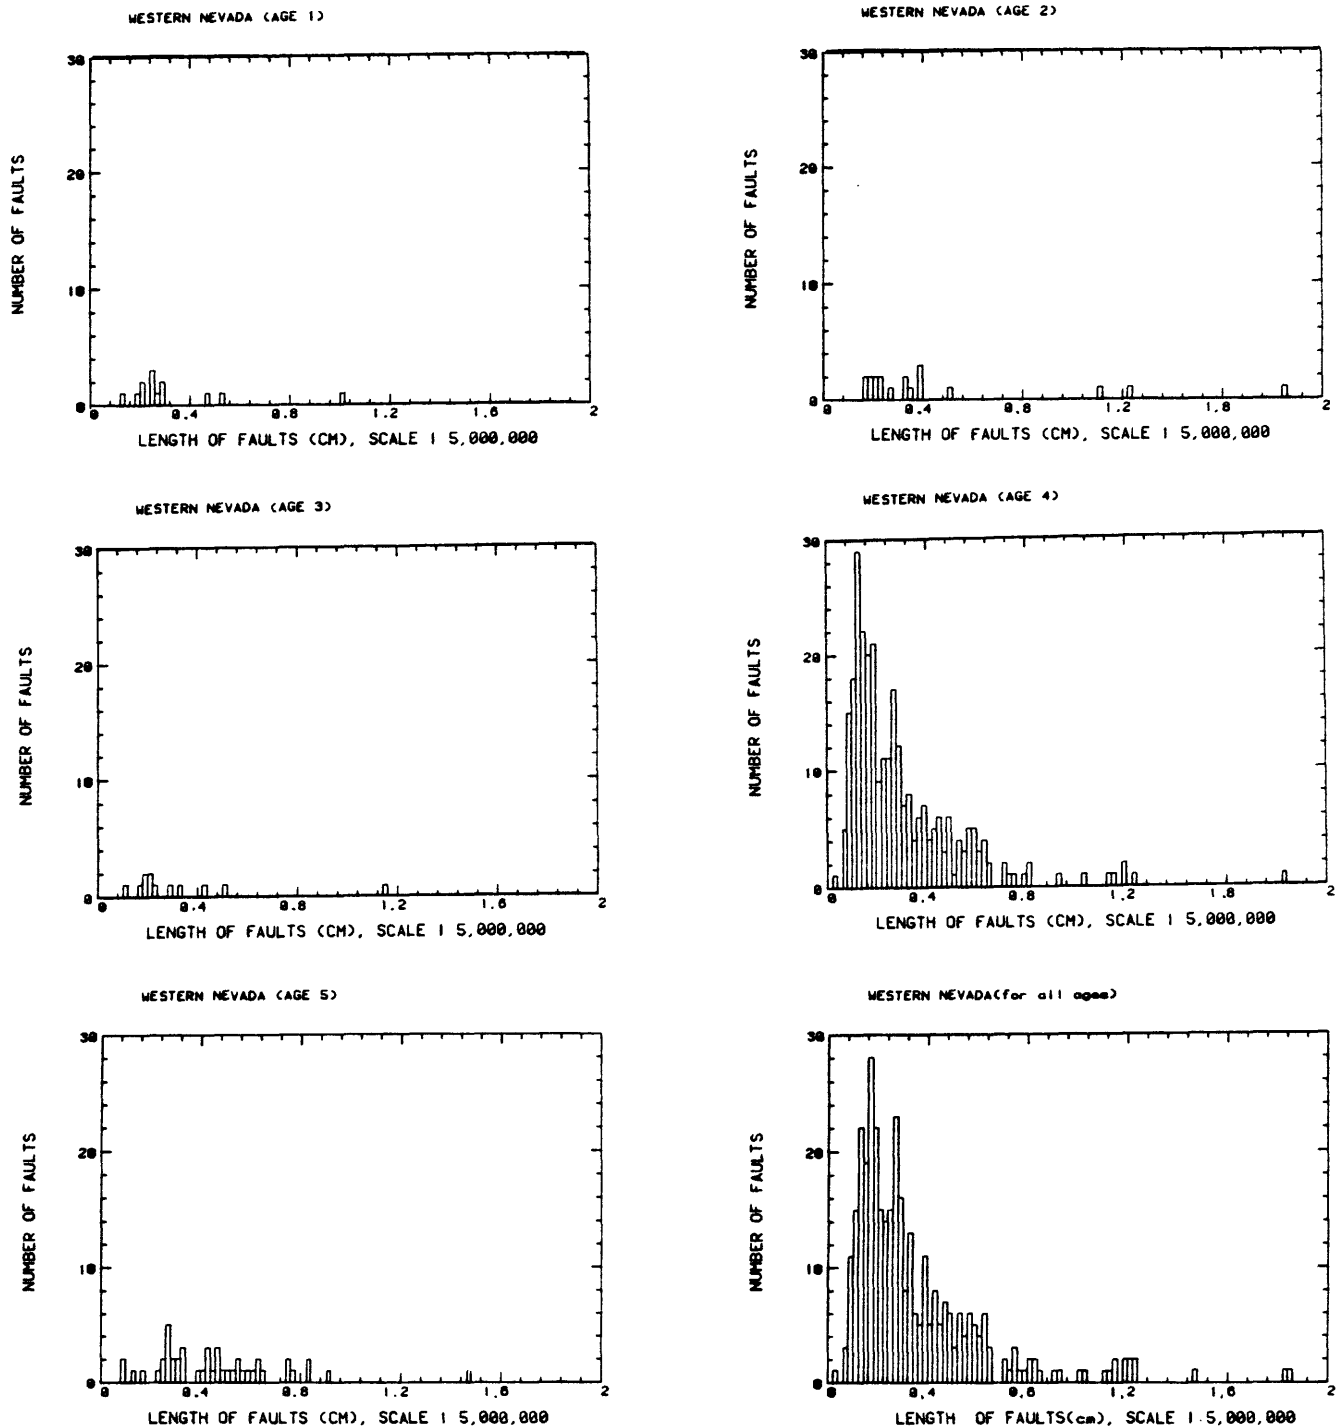 WESTERN NEVADA (AGE 1)
30
20
10
0
NUMBER OF FAULTS
0 0.4 0.8 1.2 1.6 2
LENGTH OF FAULTS (CM), SCALE 1 5,000,000
WESTERN NEVADA (AGE 2)
30
20
10
0
NUMBER OF FAULTS
0 0.4 0.8 1.2 1.6 2
LENGTH OF FAULTS (CM), SCALE 1 5,000,000
WESTERN NEVADA (AGE 3)
30
20
10
0
NUMBER OF FAULTS
0 0.4 0.8 1.2 1.6 2
LENGTH OF FAULTS (CM), SCALE 1 5,000,000
WESTERN NEVADA (AGE 4)
30
20
10
0
NUMBER OF FAULTS
0 0.4 0.8 1.2 1.6 2
LENGTH OF FAULTS (CM), SCALE 1 5,000,000
WESTERN NEVADA (AGE 5)
30
20
10
0
NUMBER OF FAULTS
0 0.4 0.8 1.2 1.6 2
LENGTH OF FAULTS (CM), SCALE 1 5,000,000
WESTERN NEVADA(for all ages)
30
20
10
0
NUMBER OF FAULTS
0 0.4 0.8 1.2 1.6 2
LENGTH OF FAULTS(cm), SCALE 1:5,000,000